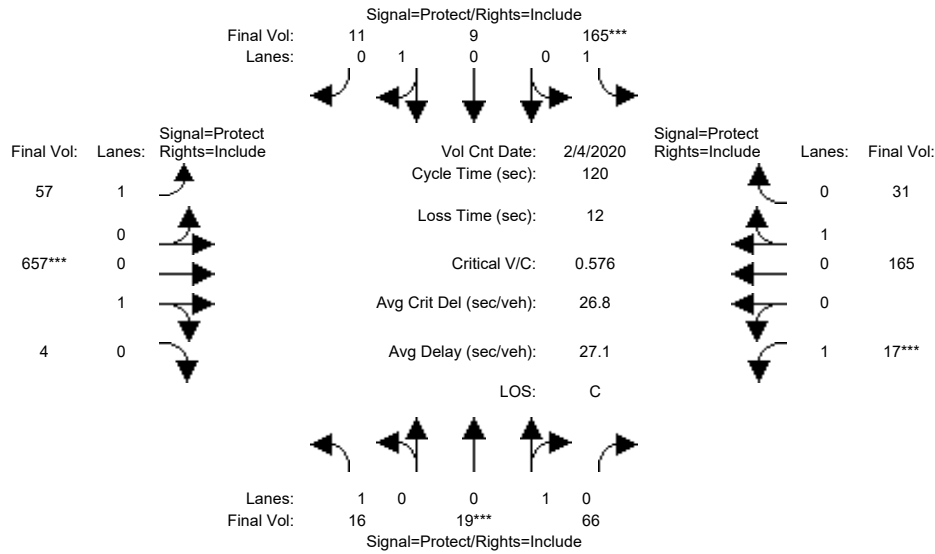 Signal=Protect/Rights=Include
Final Vol: 11 9 165***
Lanes: 0 1 0 0 1
Signal=Protect
Final Vol: Lanes: Rights=Include
Vol Cnt Date: 2/4/2020
Signal=Protect
Rights=Include Lanes: Final Vol:
Cycle Time (sec): 120
57 1
0 31
Loss Time (sec): 12
0
1
657*** 0
Critical V/C: 0.576
0 165
1
Avg Crit Del (sec/veh): 26.8
0
4 0
Avg Delay (sec/veh): 27.1
1 17***
LOS: C
Lanes: 1 0 0 1 0
Final Vol: 16 19*** 66
Signal=Protect/Rights=Include